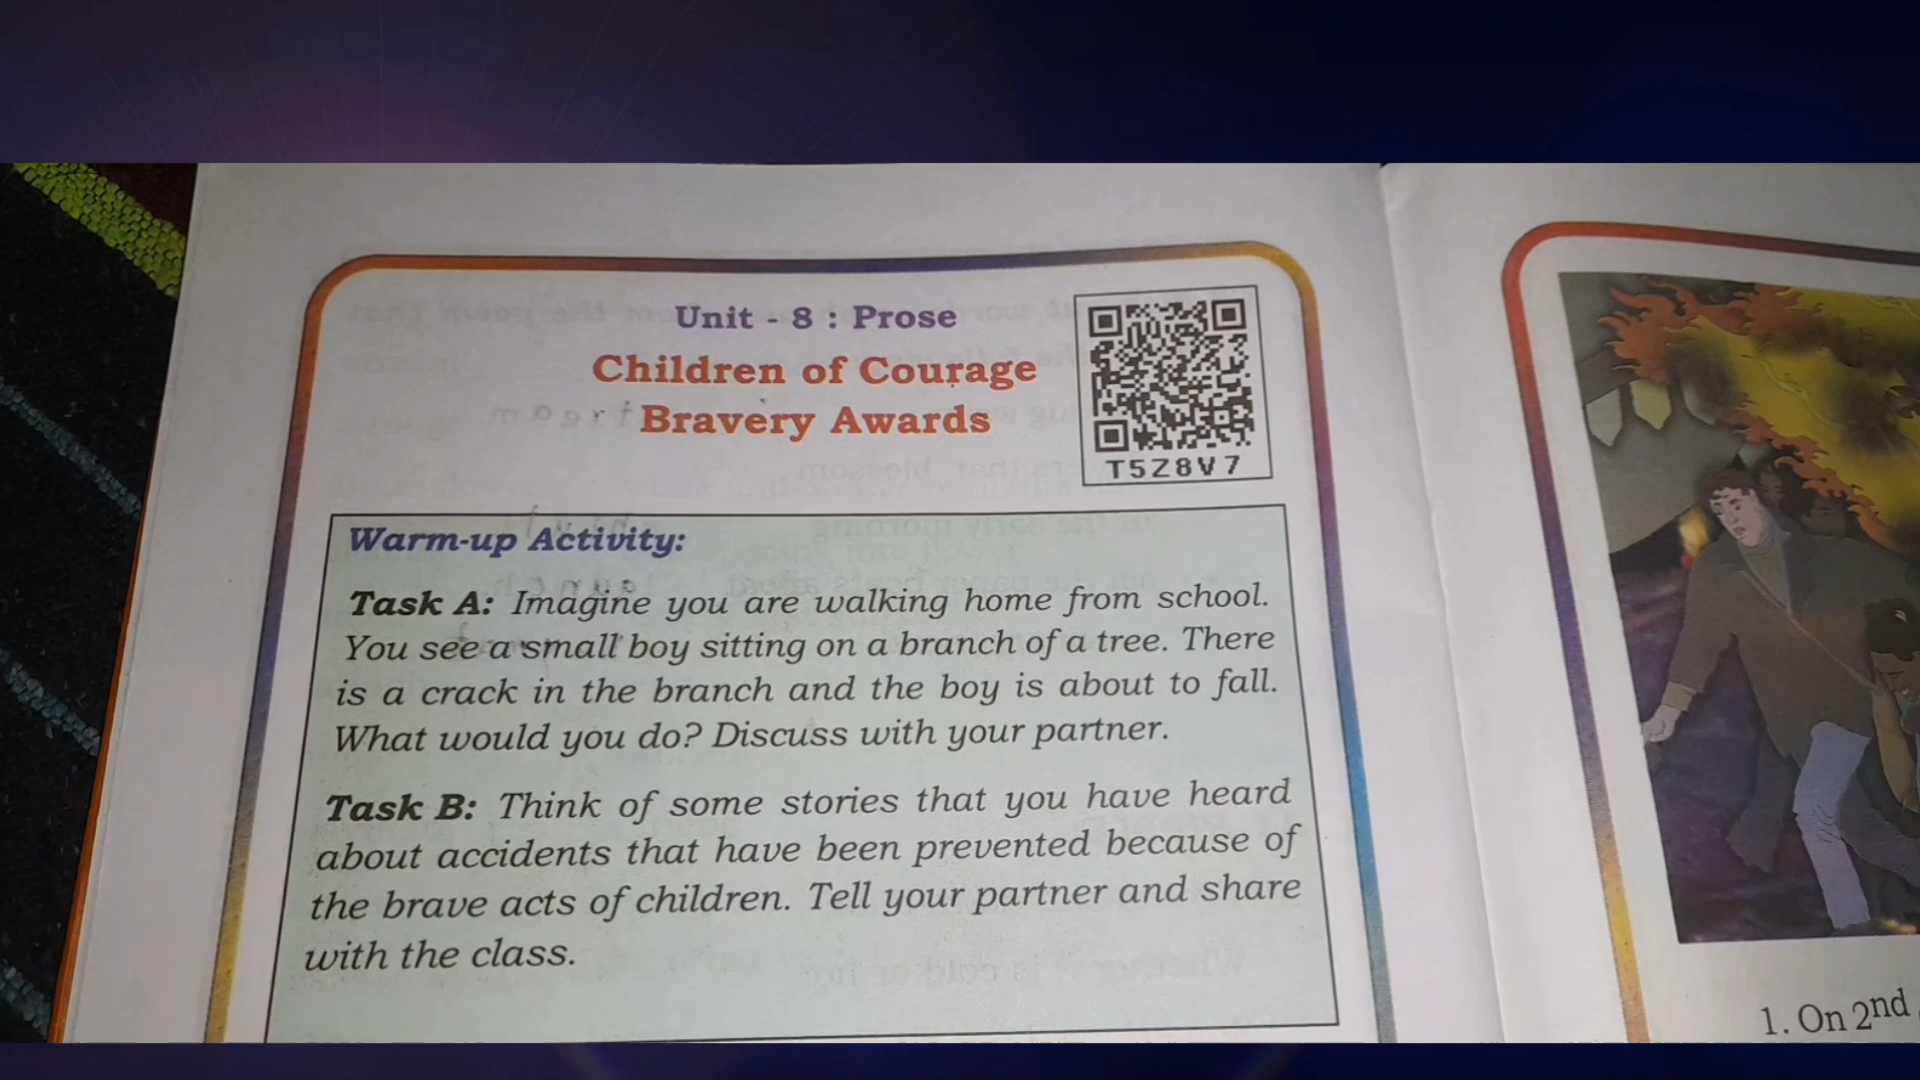 Unit - 8 : Prose
Children of Courage
Bravery Awards
T5Z8V7
Warm-up Activity:
Task A: Imagine you are walking home from school.
You see a small boy sitting on a branch of a tree. There
is a crack in the branch and the boy is about to fall.
What would you do? Discuss with your partner.
Task B: Think of some stories that you have heard
about accidents that have been prevented because of
the brave acts of children. Tell your partner and share
with the class.
1. On 2nd